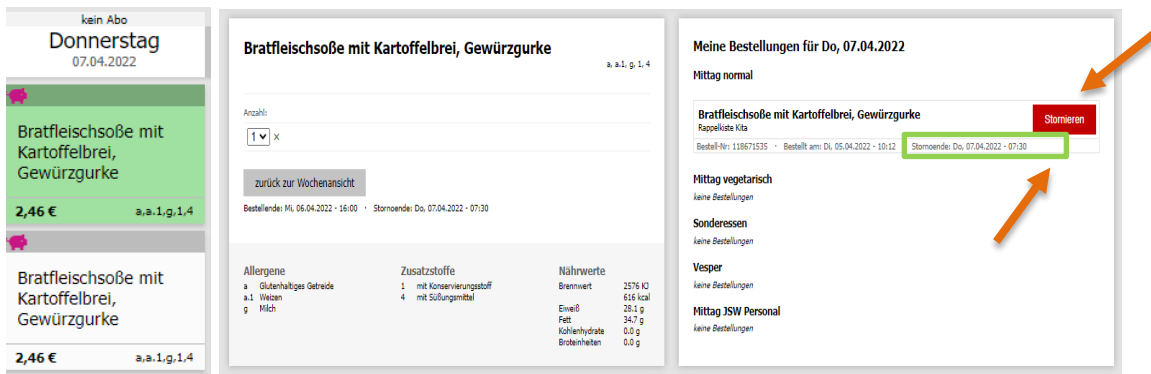 kein Abo
Donnerstag
07.04.2022
Bratfleischsoße mit
Kartoffelbrei,
Gewürzgurke
2,46 € a,a.1,g,1,4
Bratfleischsoße mit
Kartoffelbrei,
Gewürzgurke
2,46 € a,a.1,g,1,4
Bratfleischsoße mit Kartoffelbrei, Gewürzgurke
a, a.1, g, 1, 4
Anzahl:
1 x
zurück zur Wochenansicht
Bestellende: Mi, 06.04.2022 - 16:00 · Stornoende: Do, 07.04.2022 - 07:30
Allergene
a Glutenhaltiges Getreide
a.1 Weizen
g Milch
Zusatzstoffe
1 mit Konservierungsstoff
4 mit Süßungsmittel
Nährwerte
Brennwert 2576 KJ
616 kcal
Eiweiß 28.1 g
Fett 34.7 g
Kohlenhydrate 0.0 g
Broteinheiten 0.0 g
Meine Bestellungen für Do, 07.04.2022
Mittag normal
Bratfleischsoße mit Kartoffelbrei, Gewürzgurke
Rappelkiste Kita
Stornieren
Bestell-Nr: 118671535 · Bestellt am: Di, 05.04.2022 - 10:12 Stornoende: Do, 07.04.2022 - 07:30
Mittag vegetarisch
keine Bestellungen
Sonderessen
keine Bestellungen
Vesper
keine Bestellungen
Mittag JSW Personal
keine Bestellungen